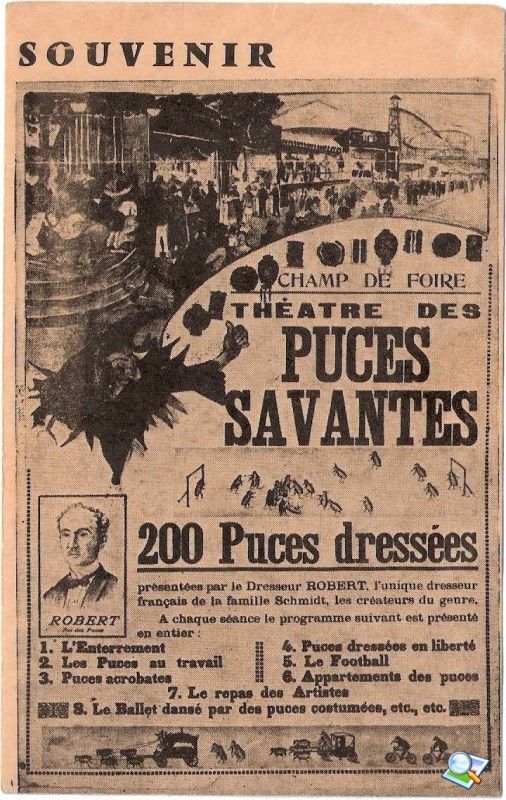 SOUVENIR
CHAMP DE FOIRE
THÉATRE DES
PUCES
SAVANTES
200 Puces dressées
présentées par le Dresseur ROBERT, l'unique dresseur
français de la famille Schmidt, les créateurs du genre.
A chaque séance le programme suivant est présenté
en entier :
ROBERT
Roi des Puces
1. L'Enterrement
2. Les Puces au travail
3. Puces acrobates
4. Puces dressées en liberté
5. Le Football
6. Appartements des puces
7. Le repas des Artistes
8. Le Ballet dansé par des puces costumées, etc., etc.